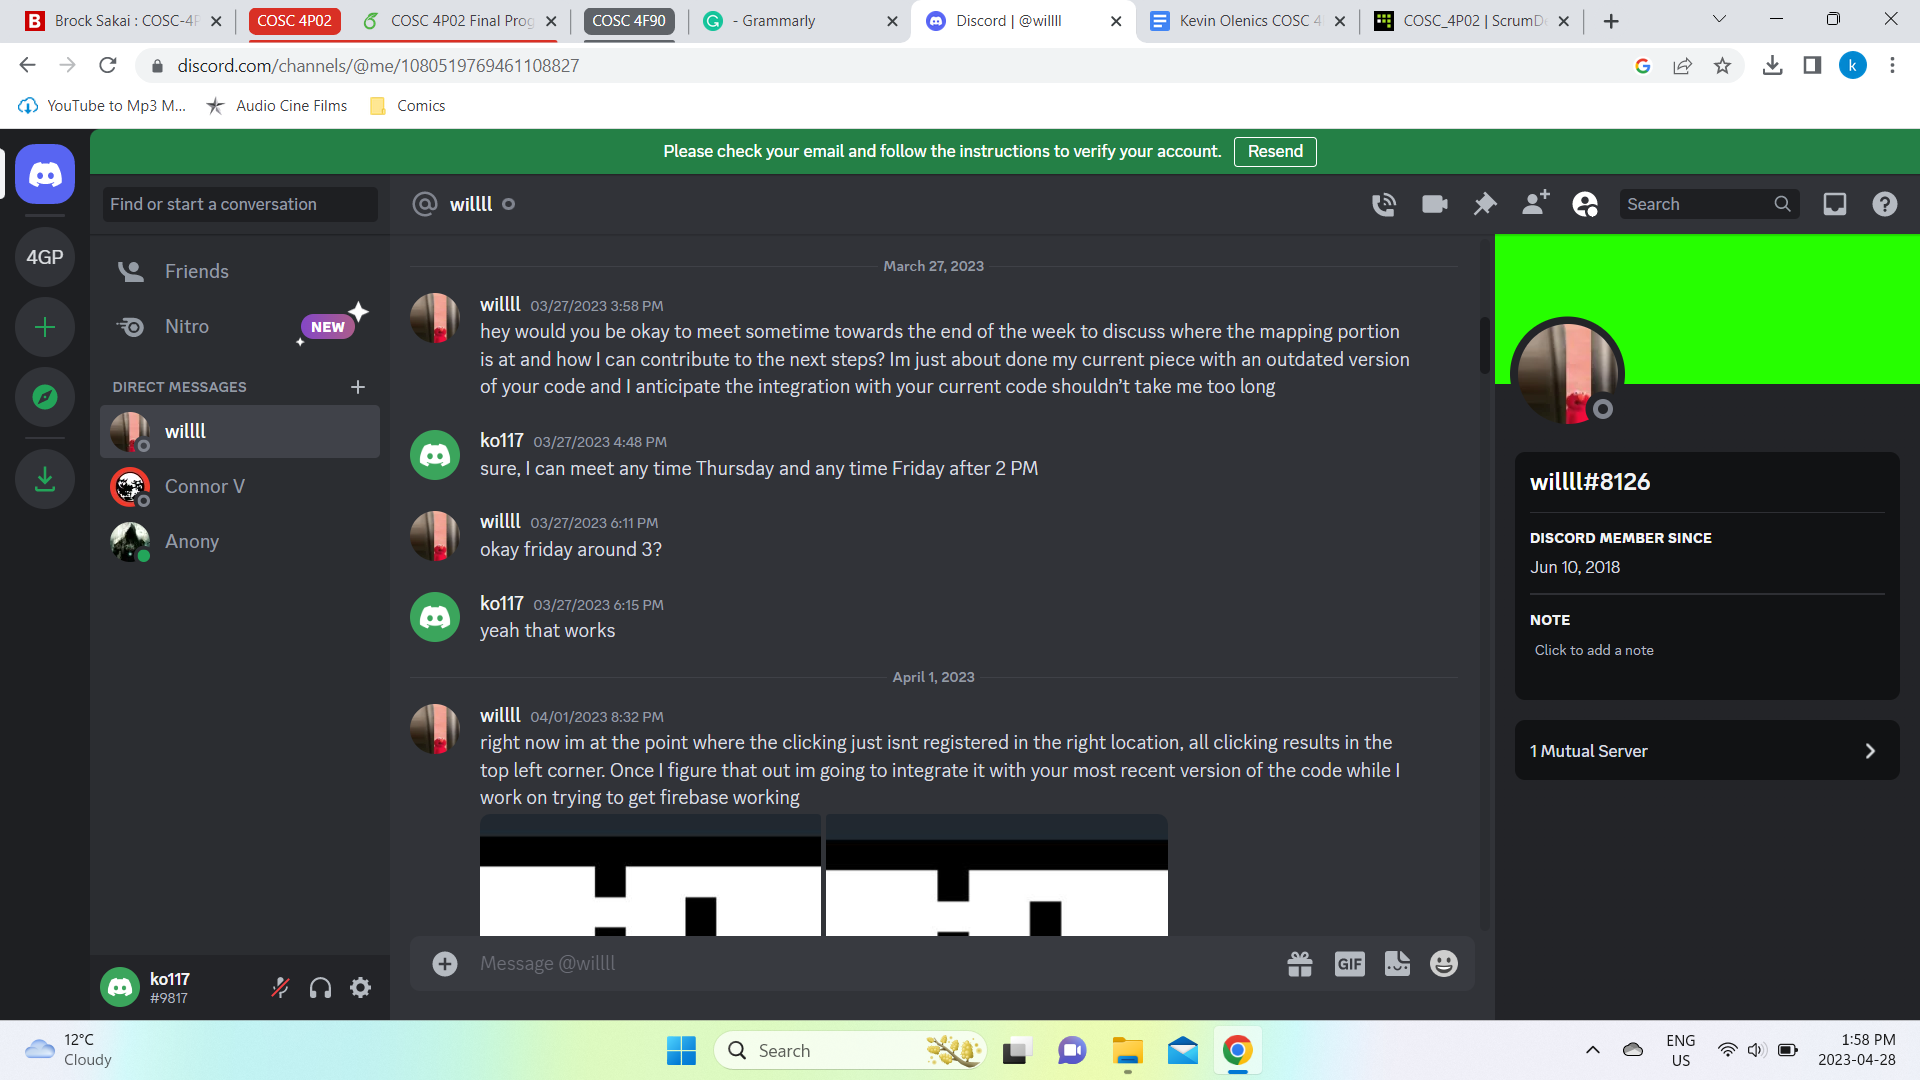 Brock Sakai : COSC-4P
COSC 4P02
COSC 4P02 Final Prog
COSC 4F90
- Grammarly
Discord | @willll
Kevin Olenics COSC 4
COSC_4P02 | ScrumDe
discord.com/channels/@me/1080519769461108827
k
YouTube to Mp3 M...
Audio Cine Films
Comics
Please check your email and follow the instructions to verify your account.
Resend
Find or start a conversation
willll
Search
4GP
Friends
Nitro
NEW
DIRECT MESSAGES
willll
Connor V
Anony
March 27, 2023
willll 03/27/2023 3:58 PM
hey would you be okay to meet sometime towards the end of the week to discuss where the mapping portion
is at and how I can contribute to the next steps? Im just about done my current piece with an outdated version
of your code and I anticipate the integration with your current code shouldn't take me too long
ko117 03/27/2023 4:48 PM
sure, I can meet any time Thursday and any time Friday after 2 PM
willll 03/27/2023 6:11 PM
okay friday around 3?
ko117 03/27/2023 6:15 PM
yeah that works
April 1, 2023
willll 04/01/2023 8:32 PM
right now im at the point where the clicking just isnt registered in the right location, all clicking results in the
top left corner. Once I figure that out im going to integrate it with your most recent version of the code while I
work on trying to get firebase working
Message @willll
GIF
willll#8126
DISCORD MEMBER SINCE
Jun 10, 2018
NOTE
Click to add a note
1 Mutual Server
ko117
#9817
12°C
Cloudy
Search
ENG
US
1:58 PM
2023-04-28